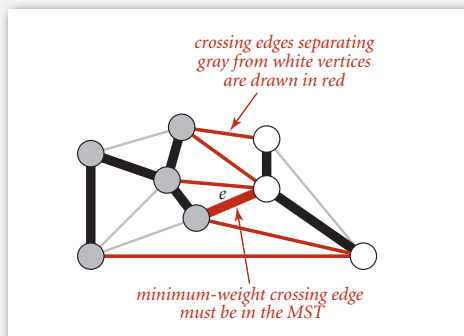 crossing edges separating
gray from white vertices
are drawn in red
e
minimum-weight crossing edge
must be in the MST